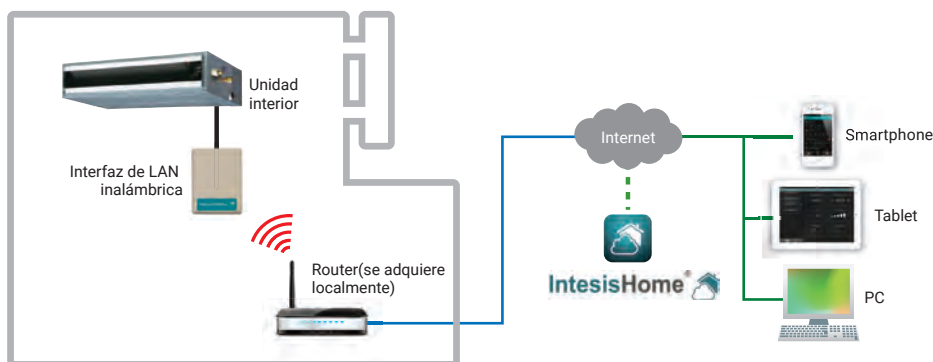 Unidad
interior
Interfaz de LAN
inalámbrica
Router(se adquiere
localmente)
Internet
IntesisHome®
Smartphone
Tablet
PC